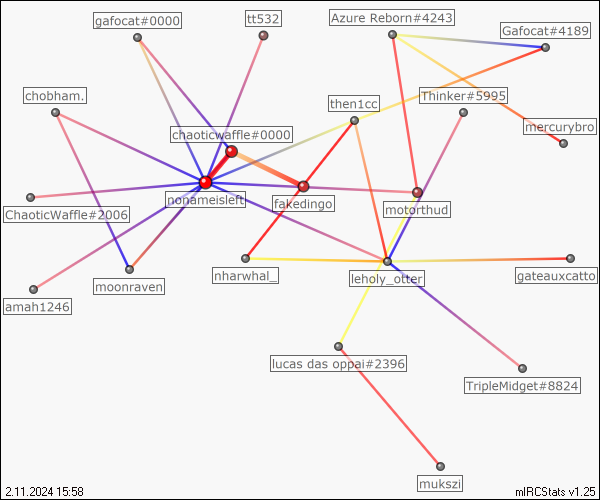 gafocat#0000
tt532
Azure Reborn#4243
Gafocat#4189
chobham.
then1cc
Thinker#5995
chaoticwaffle#0000
mercurybro
nonameisleft
fakedingo
motorthud
ChaoticWaffle#2006
moonraven
nharwhal_
leholy_otter
gateauxcatto
amah1246
lucas das oppai#2396
TripleMidget#8824
mukszi
2.11.2024 15:58
mIRCStats v1.25